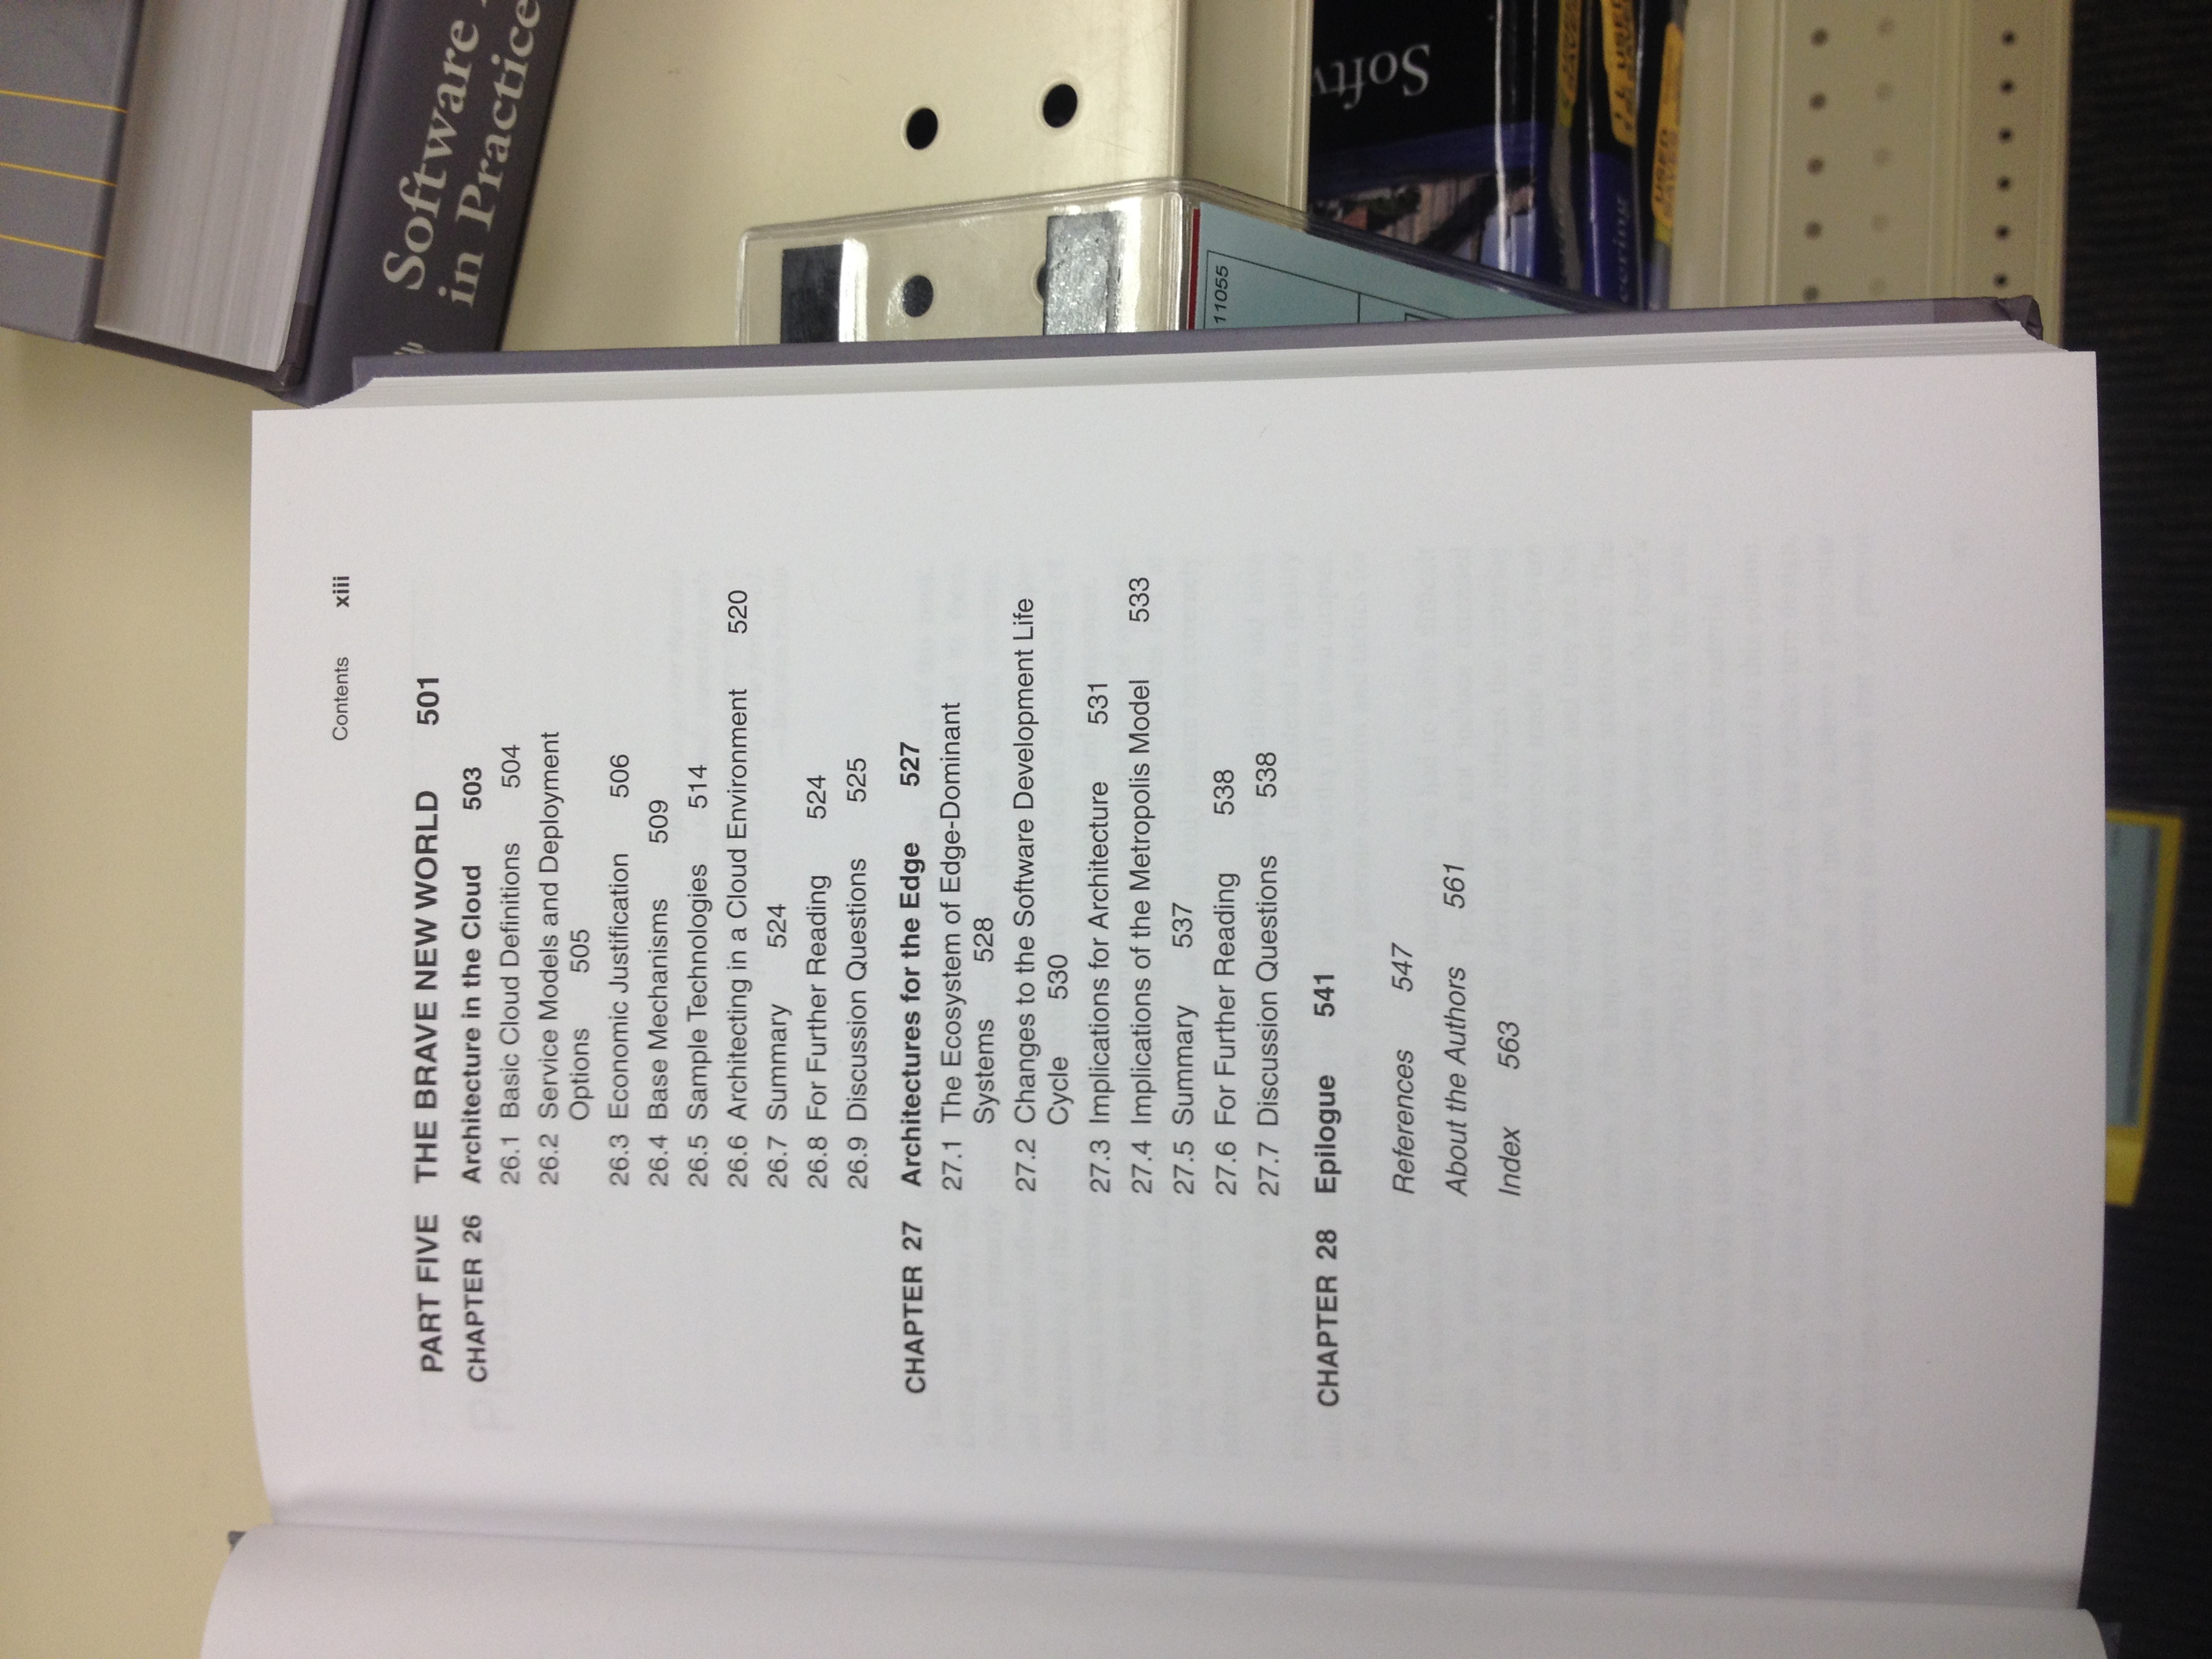 Contents xiii
PART FIVE THE BRAVE NEW WORLD 501
CHAPTER 26 Architecture in the Cloud 503
26.1 Basic Cloud Definitions 504
26.2 Service Models and Deployment
Options 505
26.3 Economic Justification 506
26.4 Base Mechanisms 509
26.5 Sample Technologies 514
26.6 Architecting in a Cloud Environment 520
26.7 Summary 524
26.8 For Further Reading 524
26.9 Discussion Questions 525
CHAPTER 27 Architectures for the Edge 527
27.1 The Ecosystem of Edge-Dominant
Systems 528
27.2 Changes to the Software Development Life
Cycle 530
27.3 Implications for Architecture 531
27.4 Implications of the Metropolis Model 533
27.5 Summary 537
27.6 For Further Reading 538
27.7 Discussion Questions 538
CHAPTER 28 Epilogue 541
References 547
About the Authors 561
Index 563
Software
in Practice
11055
Softw
eering
USED
USED
SAVES